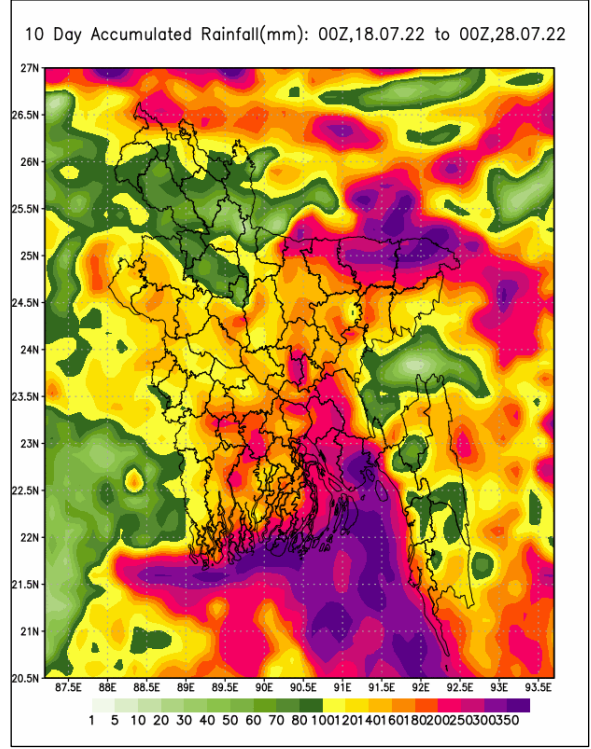 10 Day Accumulated Rainfall(mm): 00Z,18.07.22 to 00Z,28.07.22
27N
26.5N
26N
25.5N
25N
24.5N
24N
23.5N
23N
22.5N
22N
21.5N
21N
20.5N
87.5E 88E 88.5E 89E 89.5E 90E 90.5E 91E 91.5E 92E 92.5E 93E 93.5E
1 5 10 20 30 40 50 60 70 80 100120140160180200250300350